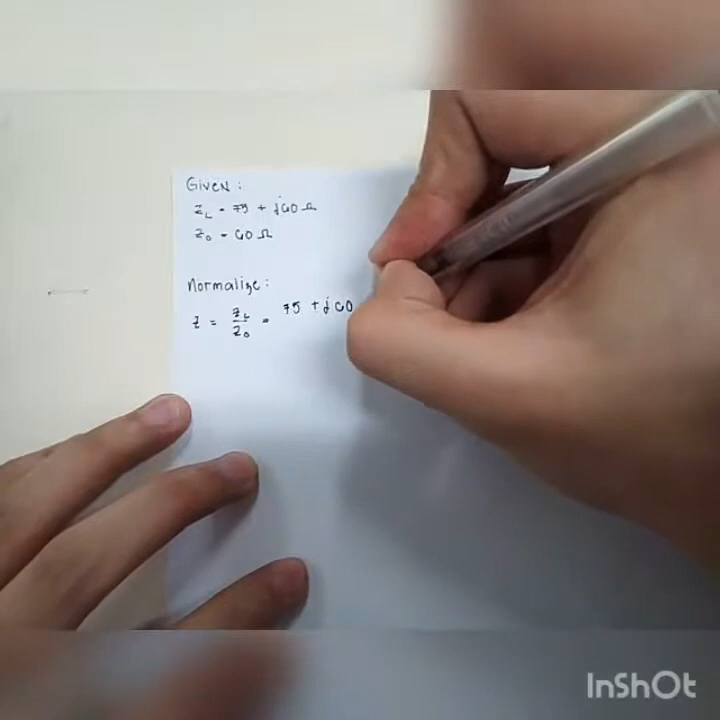 Given:
Z_L = 75 + j60 Ω
Z_0 = 60 Ω
Normalize:
Z = Z_L / Z_0 = 75 + j60
InShOt